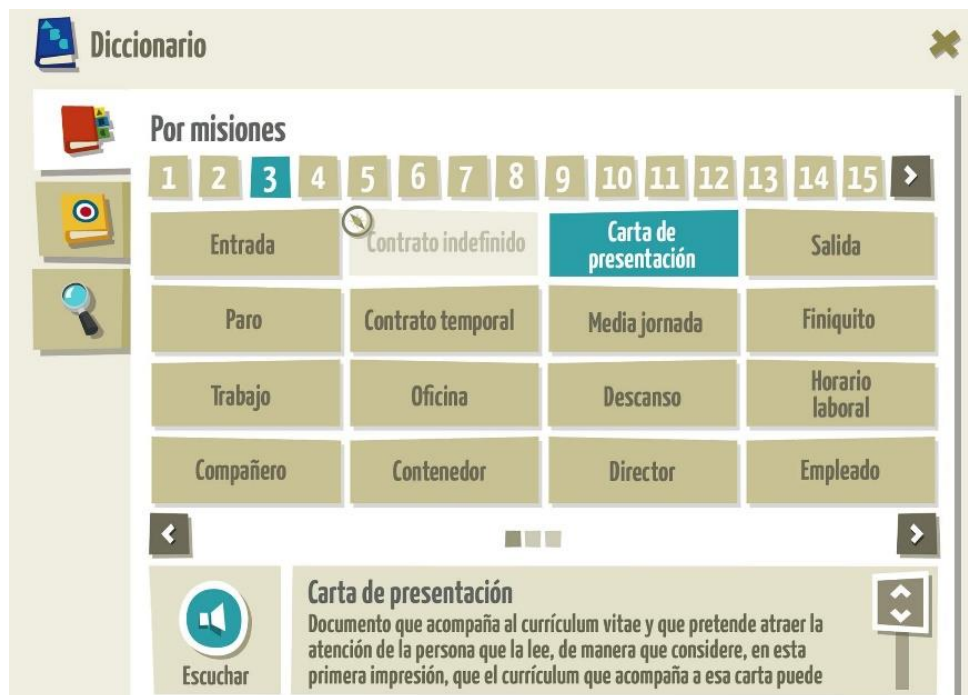 Diccionario
Por misiones
1 2 3 4 5 6 7 8 9 10 11 12 13 14 15
Entrada
Contrato indefinido
Carta de
presentación
Salida
Paro
Contrato temporal
Media jornada
Finiquito
Trabajo
Oficina
Descanso
Horario
laboral
Compañero
Contenedor
Director
Empleado
Escuchar
Carta de presentación
Documento que acompaña al currículum vitae y que pretende atraer la
atención de la persona que la lee, de manera que considere, en esta
primera impresión, que el currículum que acompaña a esa carta puede